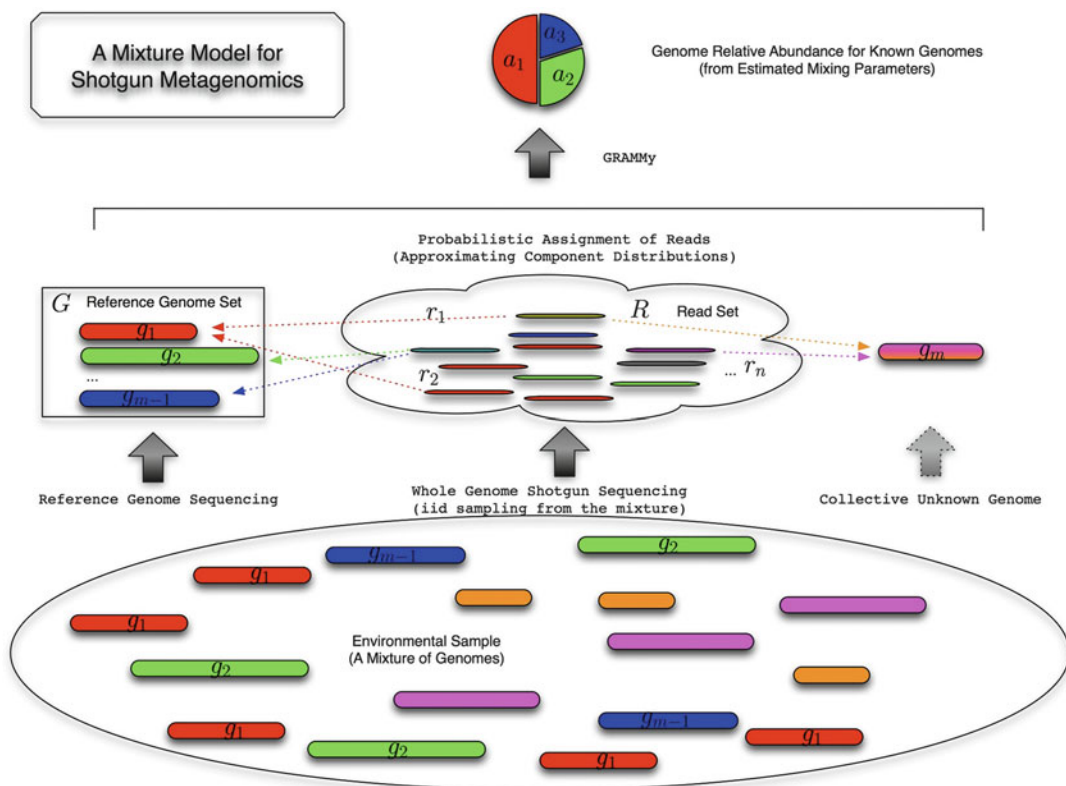 A Mixture Model for
Shotgun Metagenomics
a₁
a₃
a₂
Genome Relative Abundance for Known Genomes
(from Estimated Mixing Parameters)
GRAMMy
Probabilistic Assignment of Reads
(Approximating Component Distributions)
G Reference Genome Set
g₁
g₂
...
gₘ₋₁
r₁
R Read Set
r₂
... rₙ
gₘ
Reference Genome Sequencing
Whole Genome Shotgun Sequencing
(iid sampling from the mixture)
Collective Unknown Genome
gₘ₋₁
g₂
g₁
g₁
Environmental Sample
(A Mixture of Genomes)
g₂
gₘ₋₁
g₁
g₁
g₂
g₁